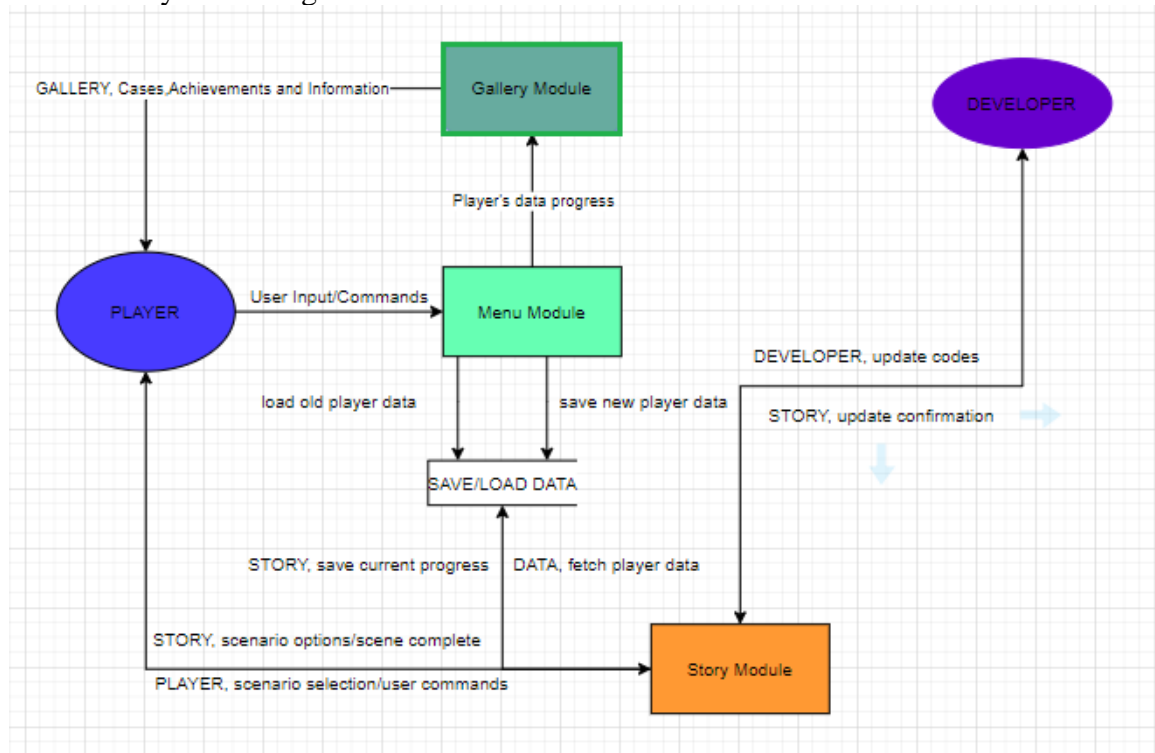 GALLERY, Cases,Achievements and Information
Gallery Module
DEVELOPER
Player's data progress
PLAYER
User Input/Commands
Menu Module
DEVELOPER, update codes
load old player data
save new player data
STORY, update confirmation
SAVE/LOAD DATA
STORY, save current progress
DATA, fetch player data
STORY, scenario options/scene complete
Story Module
PLAYER, scenario selection/user commands